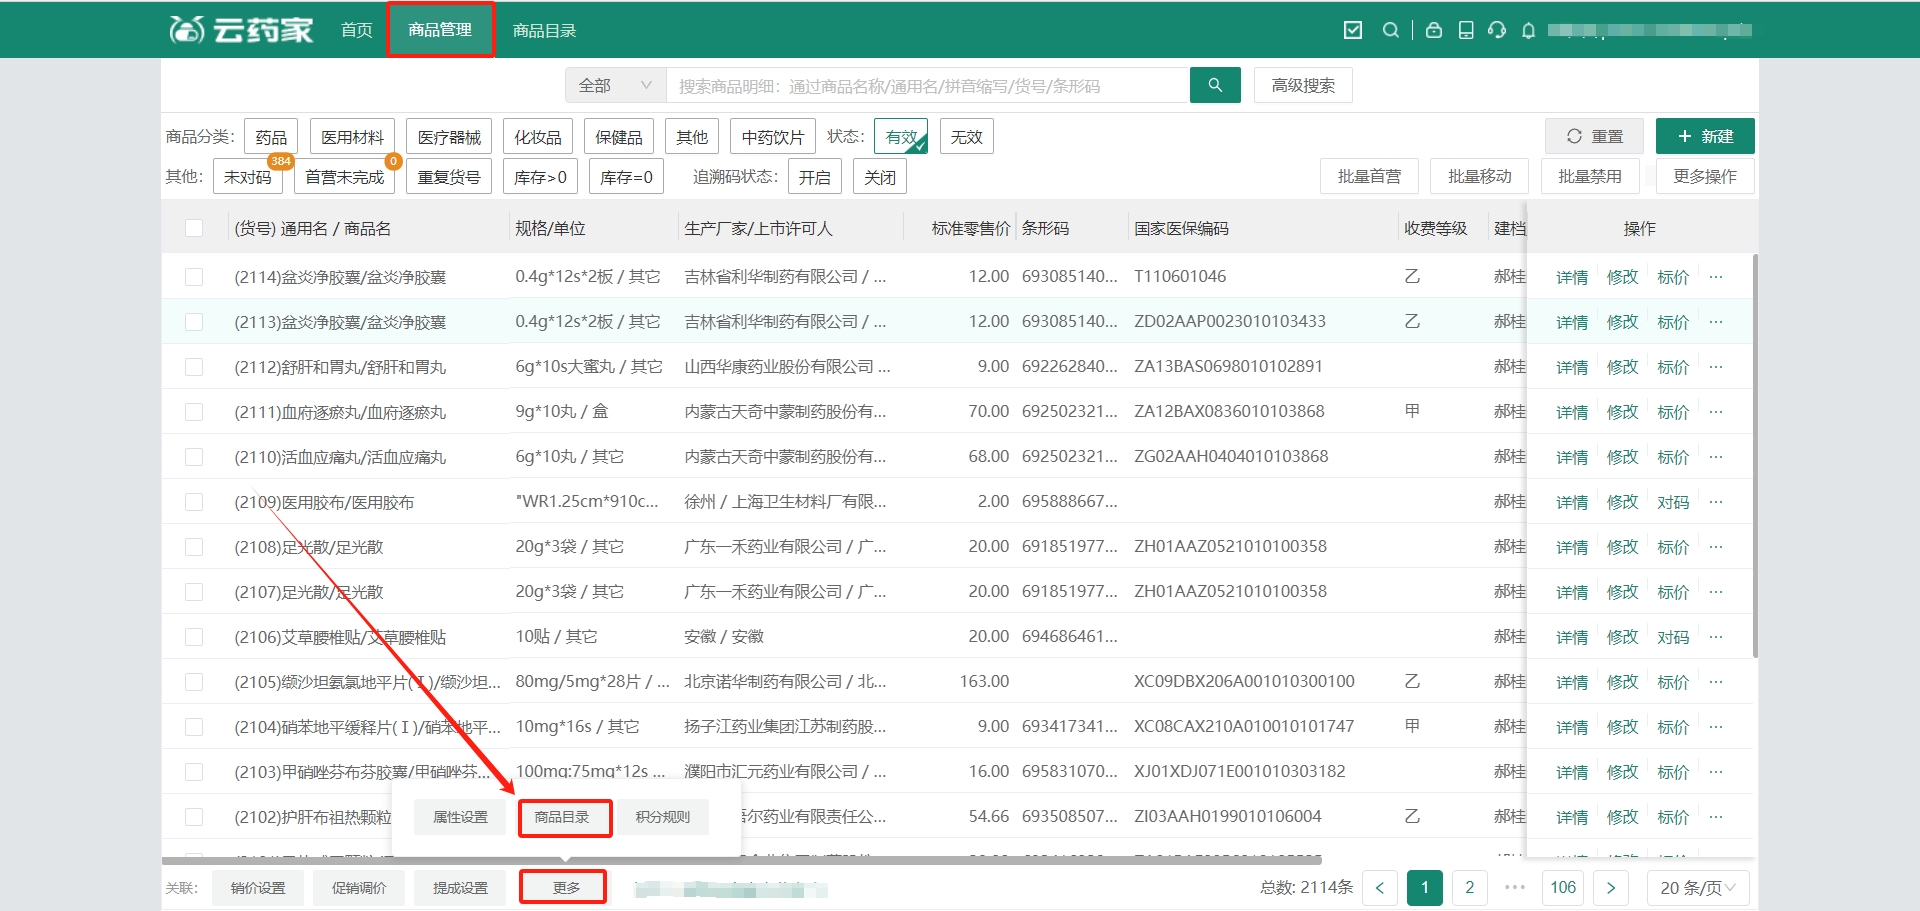 云药家 首页 商品管理 商品目录
全部 搜索商品明细：通过商品名称/通用名/拼音缩写/货号/条形码 高级搜索
商品分类： 药品 医用材料 医疗器械 化妆品 保健品 其他 中药饮片 状态： 有效 无效 重置 新建
其他： 未对码 384 首营未完成 0 重复货号 库存>0 库存=0 追溯码状态： 开启 关闭 批量首营 批量移动 批量禁用 更多操作
(货号) 通用名 / 商品名 规格/单位 生产厂家/上市许可人 标准零售价 条形码 国家医保编码 收费等级 建档 操作
(2114)盆炎净胶囊/盆炎净胶囊 0.4g*12s*2板 / 其它 吉林省利华制药有限公司 / ... 12.00 693085140... T110601046 乙 郝桂 详情 修改 标价 ...
(2113)盆炎净胶囊/盆炎净胶囊 0.4g*12s*2板 / 其它 吉林省利华制药有限公司 / ... 12.00 693085140... ZD02AAP0023010103433 乙 郝桂 详情 修改 标价 ...
(2112)舒肝和胃丸/舒肝和胃丸 6g*10s大蜜丸 / 其它 山西华康药业股份有限公司 ... 9.00 692262840... ZA13BAS0698010102891 郝桂 详情 修改 标价 ...
(2111)血府逐瘀丸/血府逐瘀丸 9g*10丸 / 盒 内蒙古天奇中蒙制药股份有... 70.00 692502321... ZA12BAX0836010103868 甲 郝桂 详情 修改 标价 ...
(2110)活血应痛丸/活血应痛丸 6g*10丸 / 其它 内蒙古天奇中蒙制药股份有... 68.00 692502321... ZG02AAH0404010103868 郝桂 详情 修改 标价 ...
(2109)医用胶布/医用胶布 "WR1.25cm*910c... 徐州 / 上海卫生材料厂有限... 2.00 695888667... 郝桂 详情 修改 对码 ...
(2108)足光散/足光散 20g*3袋 / 其它 广东一禾药业有限公司 / 广... 20.00 691851977... ZH01AAZ0521010100358 郝桂 详情 修改 标价 ...
(2107)足光散/足光散 20g*3袋 / 其它 广东一禾药业有限公司 / 广... 20.00 691851977... ZH01AAZ0521010100358 郝桂 详情 修改 标价 ...
(2106)艾草腰椎贴/艾草腰椎贴 10贴 / 其它 安徽 / 安徽 20.00 694686461... 郝桂 详情 修改 对码 ...
(2105)缬沙坦氨氯地平片(Ⅰ)/缬沙坦... 80mg/5mg*28片 / ... 北京诺华制药有限公司 / 北... 163.00 XC09DBX206A001010300100 乙 郝桂 详情 修改 标价 ...
(2104)硝苯地平缓释片(Ⅰ)/硝苯地平... 10mg*16s / 其它 扬子江药业集团江苏制药股... 9.00 693417341... XC08CAX210A010010101747 甲 郝桂 详情 修改 标价 ...
(2103)甲硝唑芬布芬胶囊/甲硝唑芬... 100mg:75mg*12s ... 濮阳市汇元药业有限公司 / ... 16.00 695831070... XJ01XDJ071E001010303182 郝桂 详情 修改 标价 ...
(2102)护肝布祖热颗粒 尔药业有限责任公... 54.66 693508507... ZI03AAH0199010106004 乙 郝桂 详情 修改 标价 ...
属性设置 商品目录 积分规则
关联： 销价设置 促销调价 提成设置 更多 总数: 2114条 < 1 2 ••• 106 > 20 条/页